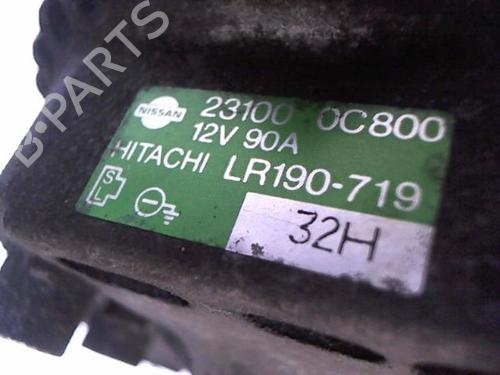 B-PARTS
NISSAN 23100 0C800
12V 90A
HITACHI LR190-719
S
L
32H